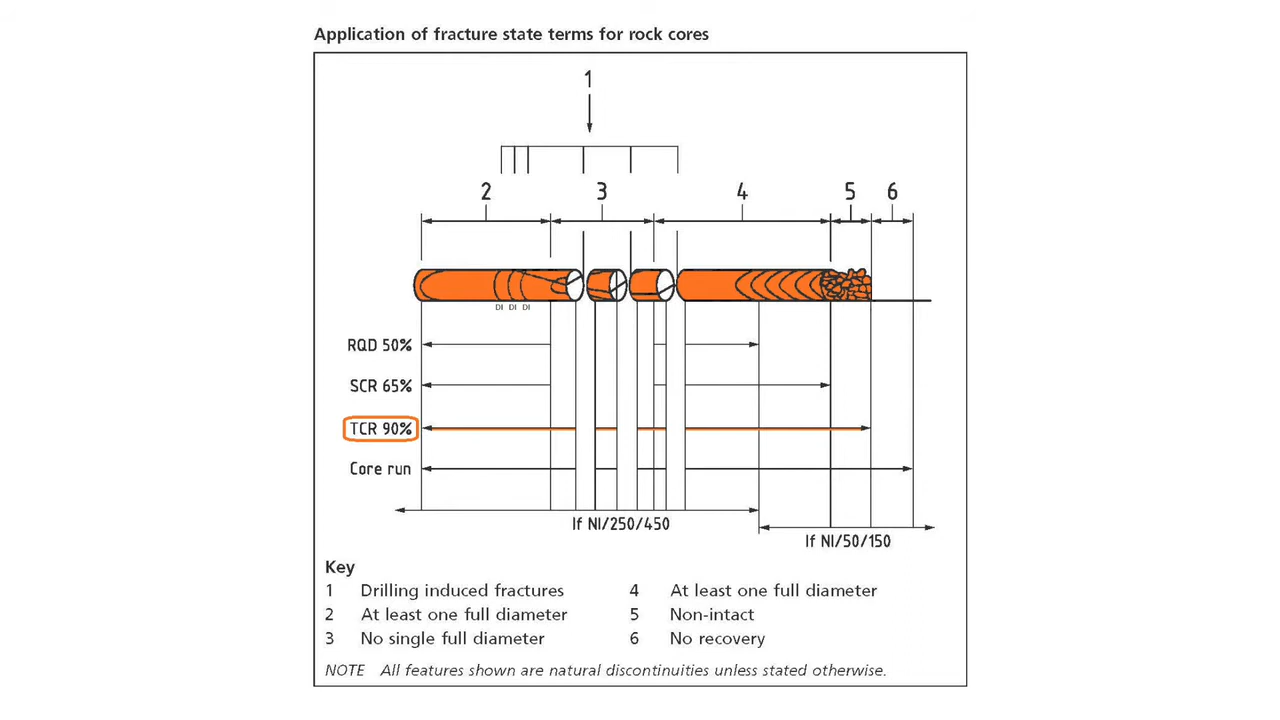 Application of fracture state terms for rock cores
1
2 3 4 5 6
DI DI DI
RQD 50%
SCR 65%
TCR 90%
Core run
If NI/250/450
If NI/50/150
Key
1 Drilling induced fractures
2 At least one full diameter
3 No single full diameter
4 At least one full diameter
5 Non-intact
6 No recovery
NOTE All features shown are natural discontinuities unless stated otherwise.